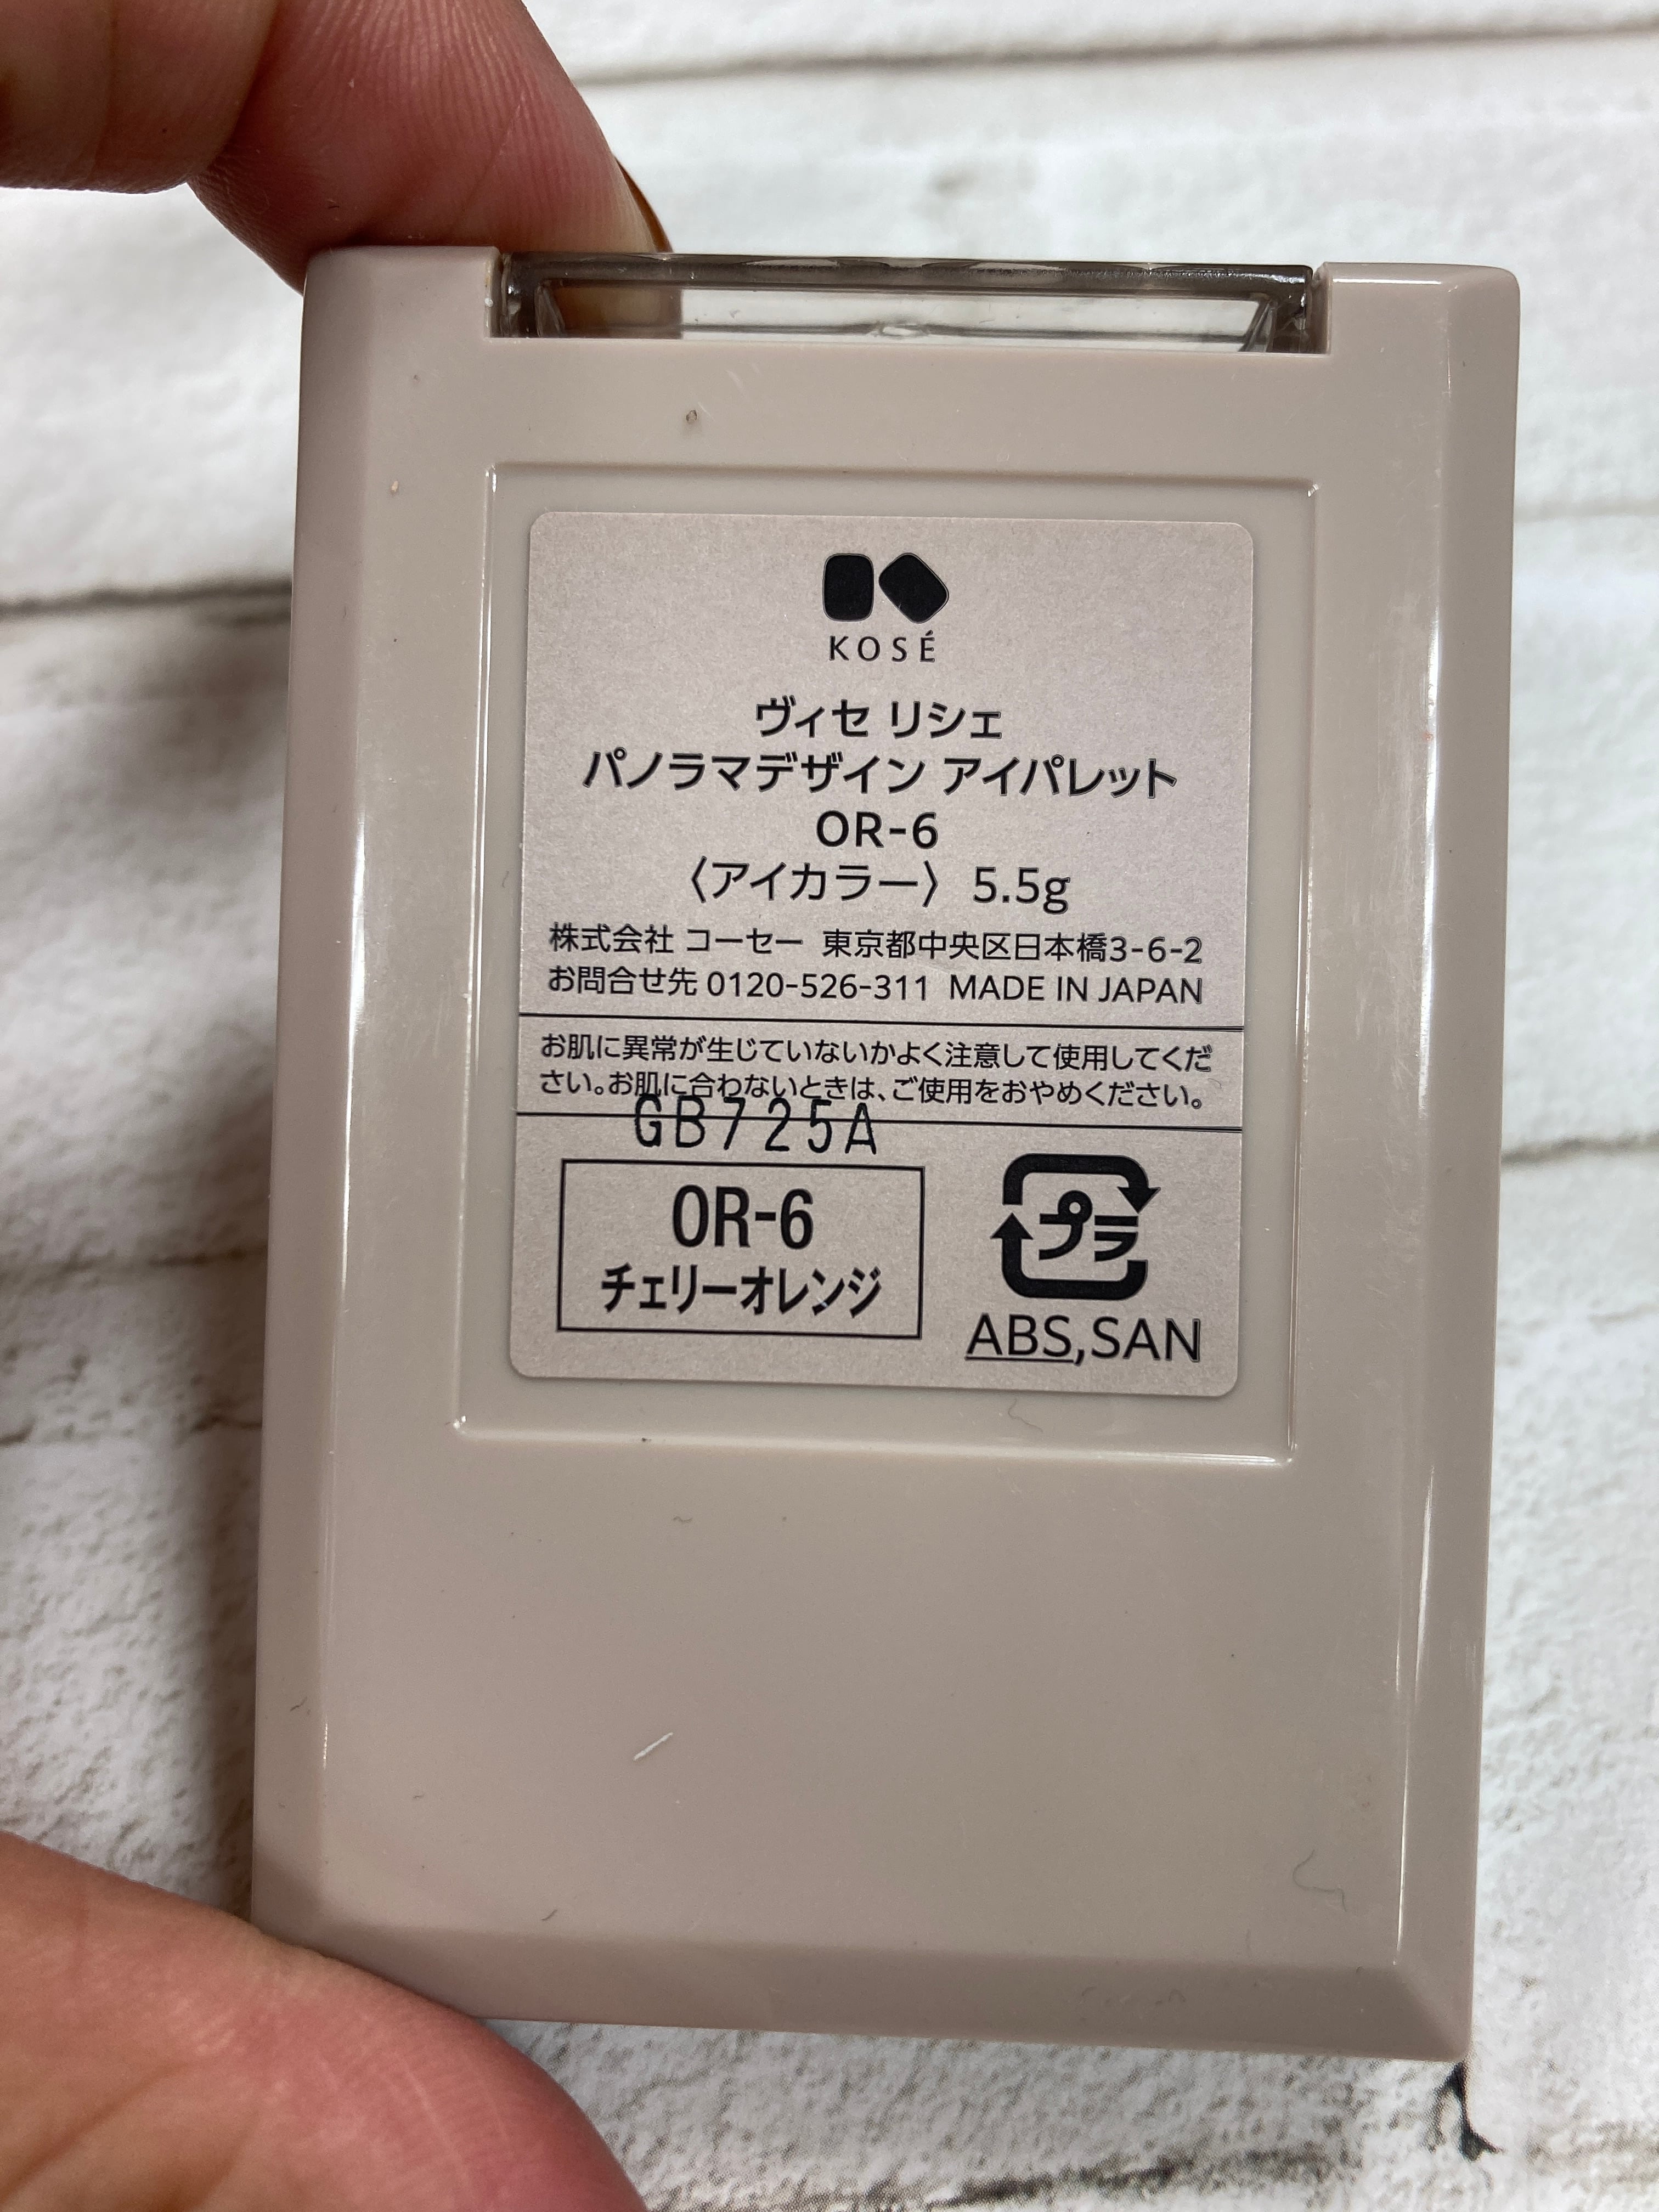 KOSÉ
ヴィセ リシェ
パノラマデザイン アイパレット
OR-6
〈アイカラー〉 5.5g
株式会社 コーセー 東京都中央区日本橋3-6-2
お問合せ先 0120-526-311 MADE IN JAPAN
お肌に異常が生じていないかよく注意して使用してくだ
さい。お肌に合わないときは、ご使用をおやめください。
GB725A
OR-6
チェリーオレンジ
プラ
ABS,SAN